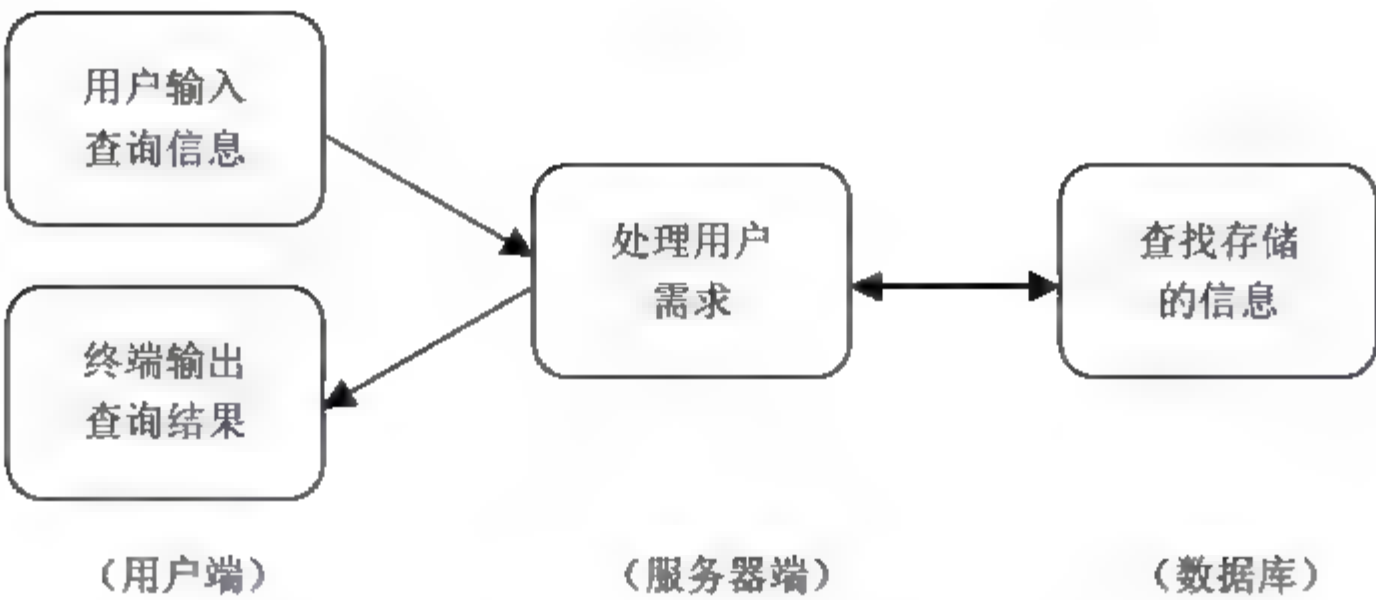 用户输入
查询信息
处理用户
需求
查找存储
的信息
终端输出
查询结果
（用户端）
（服务器端）
（数据库）